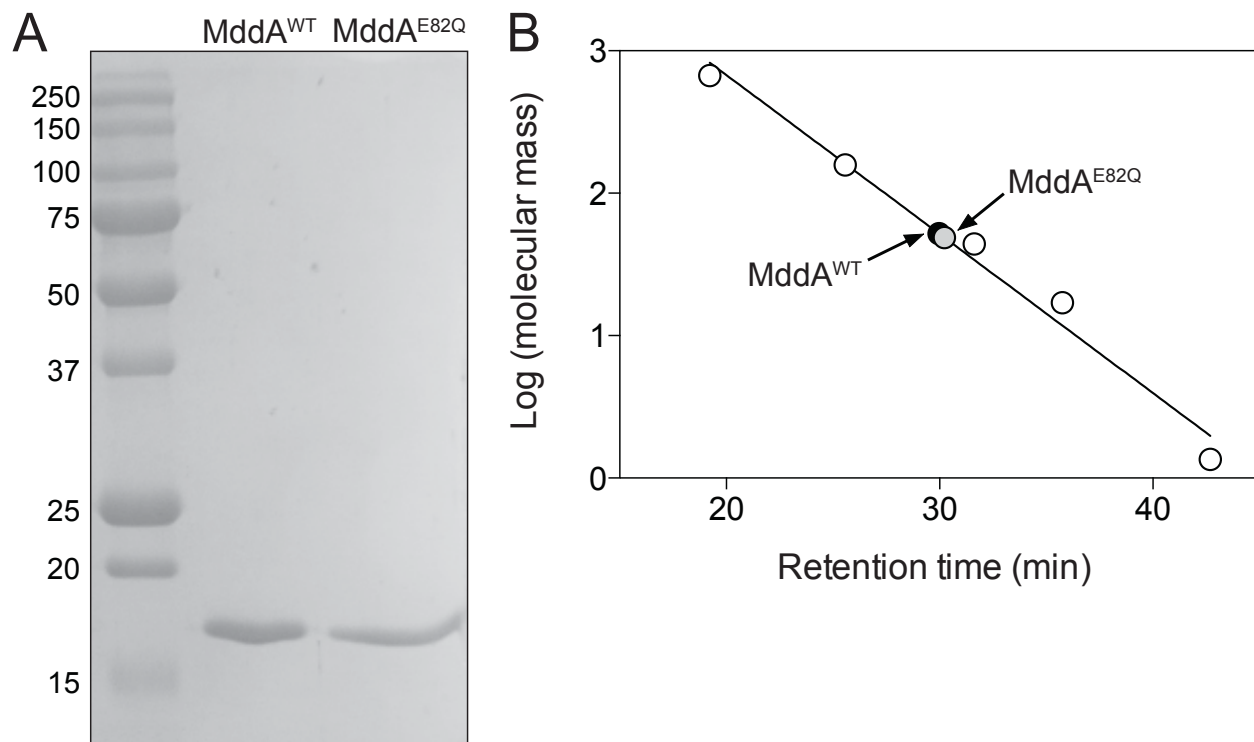 A
MddA^WT MddA^E82Q
250
150
100
75
50
37
25
20
15
B
Log (molecular mass)
3
2
1
0
MddA^E82Q
MddA^WT
20 30 40
Retention time (min)